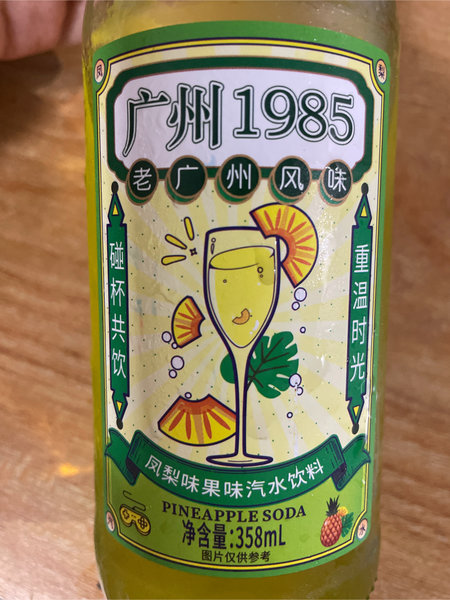 凤
梨
广州1985
老广州风味
碰杯共饮
重温时光
凤梨味果味汽水饮料
PINEAPPLE SODA
净含量:358mL
图片仅供参考